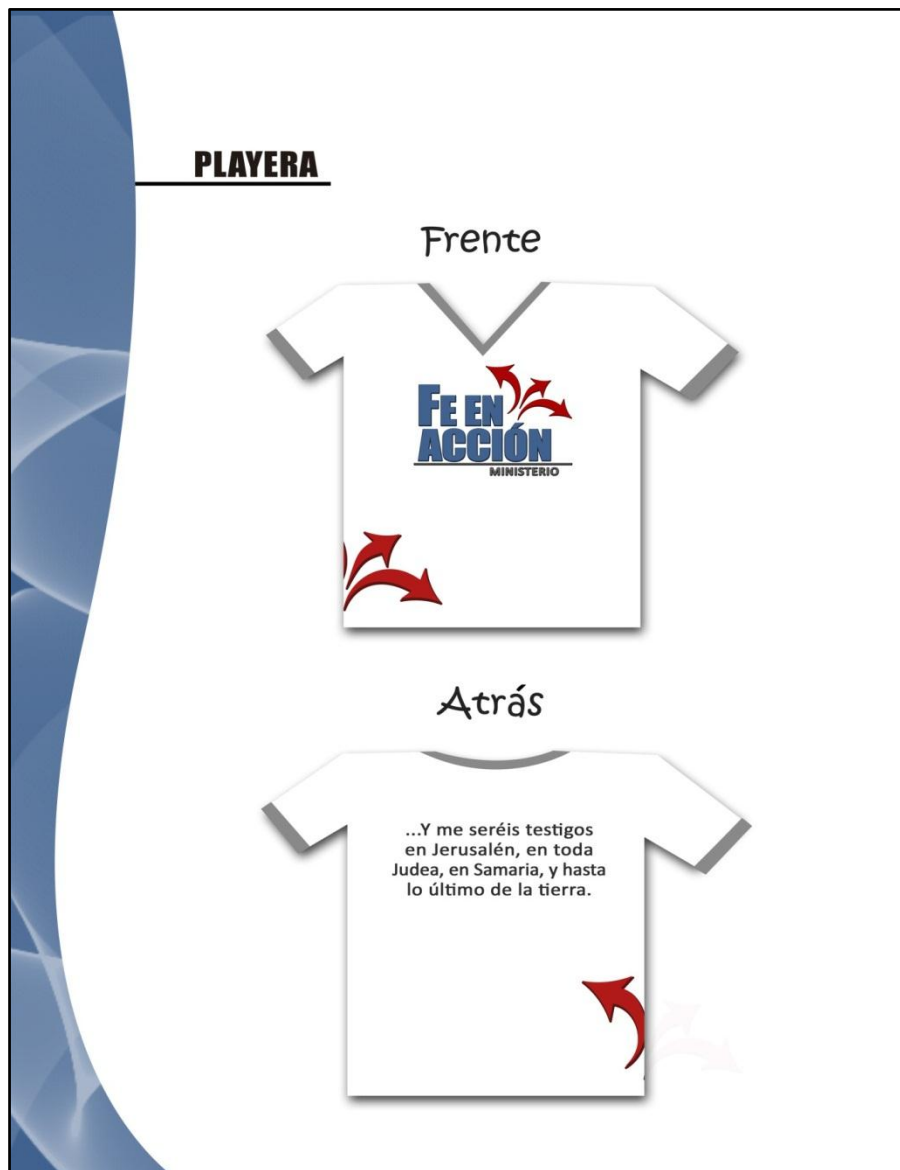 PLAYERA
Frente
FE EN
ACCIÓN
MINISTERIO
Atrás
...Y me seréis testigos
en Jerusalén, en toda
Judea, en Samaria, y hasta
lo último de la tierra.